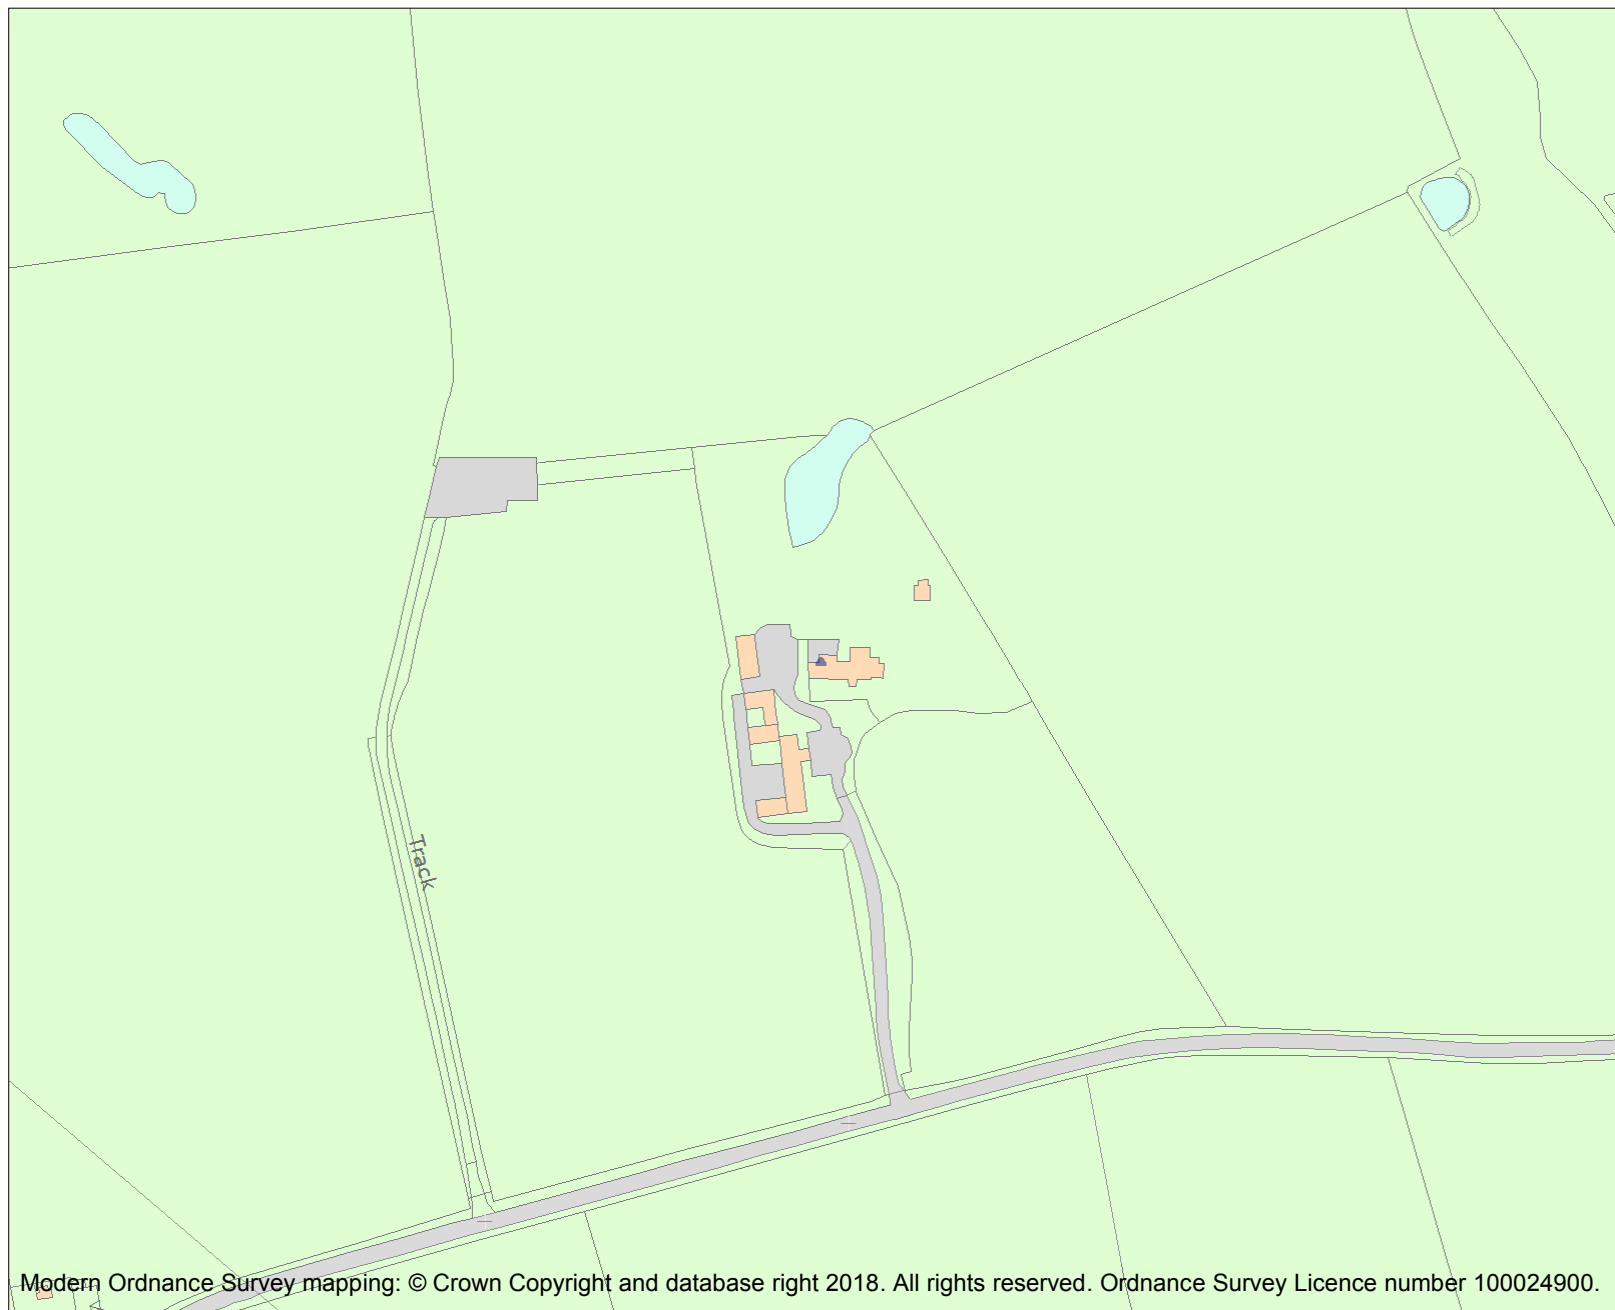 Track
Modern Ordnance Survey mapping: © Crown Copyright and database right 2018. All rights reserved. Ordnance Survey Licence number 100024900.